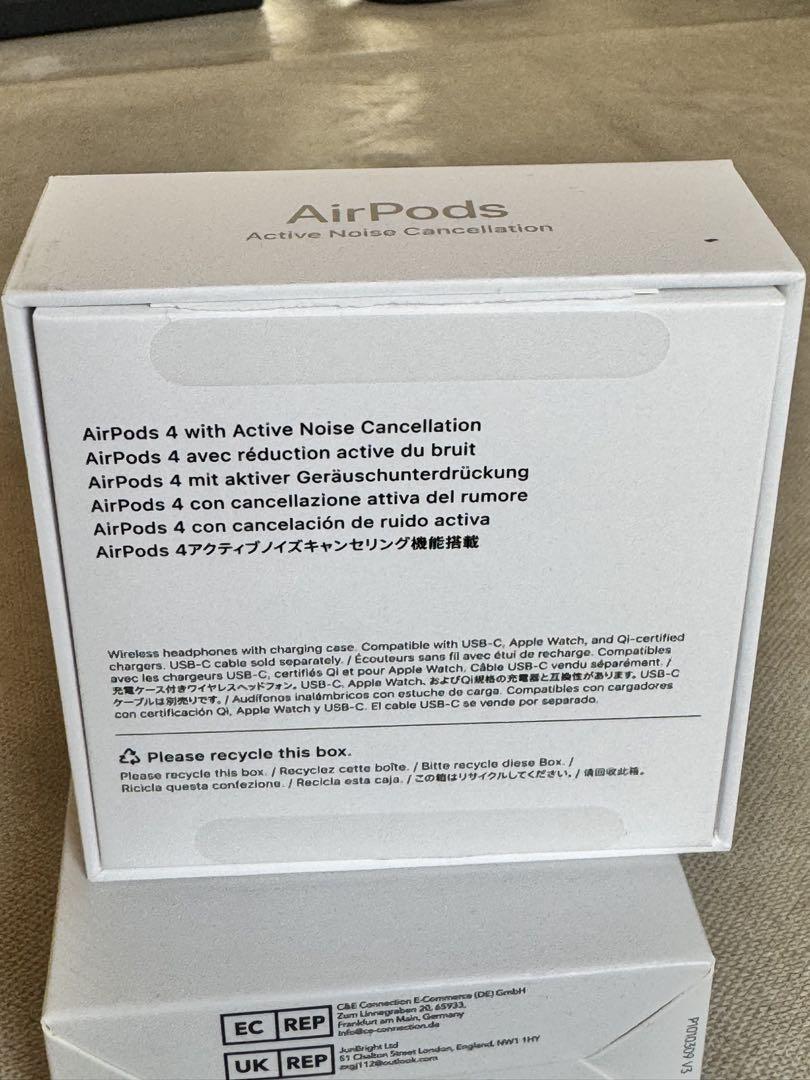 AirPods
Active Noise Cancellation
AirPods 4 with Active Noise Cancellation
AirPods 4 avec réduction active du bruit
AirPods 4 mit aktiver Geräuschunterdrückung
AirPods 4 con cancellazione attiva del rumore
AirPods 4 con cancelación de ruido activa
AirPods 4アクティブノイズキャンセリング機能搭載
Wireless headphones with charging case. Compatible with USB-C, Apple Watch, and Qi-certified
chargers. USB-C cable sold separately. / Écouteurs sans fil avec étui de recharge. Compatibles
avec les chargeurs USB-C, certifiés Qi et pour Apple Watch. Câble USB-C vendu séparément. /
充電ケース付きワイヤレスヘッドフォン。USB-C、Apple Watch、およびQi規格の充電器と互換性があります。USB-C
ケーブルは別売りです。/ Audífonos inalámbricos con estuche de carga. Compatibles con cargadores
con certificación Qi, Apple Watch y USB-C. El cable USB-C se vende por separado.
Please recycle this box.
Please recycle this box. / Recyclez cette boîte. / Bitte recycle diese Box. /
Ricicla questa confezione. / Recicla esta caja. / この箱はリサイクルしてください。/ 请回收此箱。
EC REP
C&E Connection E-Commerce (DE) GmbH
Zum Linnegraben 20, 65933,
Frankfurt am Main, Germany
info@ce-connection.de
UK REP
JunBright Ltd
51 Chalton Street London, England, NW1 1HY
zxgj112@outlook.com
P1010309 V3